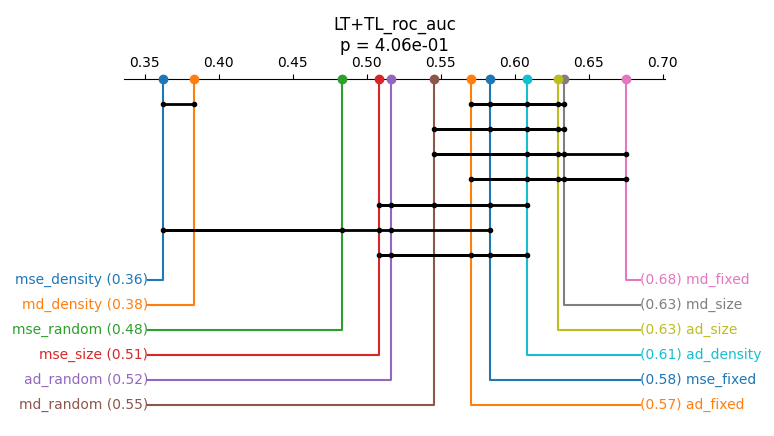 LT+TL_roc_auc
p = 4.06e-01
0.35 0.40 0.45 0.50 0.55 0.60 0.65 0.70
mse_density (0.36) (0.68) md_fixed
md_density (0.38) (0.63) md_size
mse_random (0.48) (0.63) ad_size
mse_size (0.51) (0.61) ad_density
ad_random (0.52) (0.58) mse_fixed
md_random (0.55) (0.57) ad_fixed